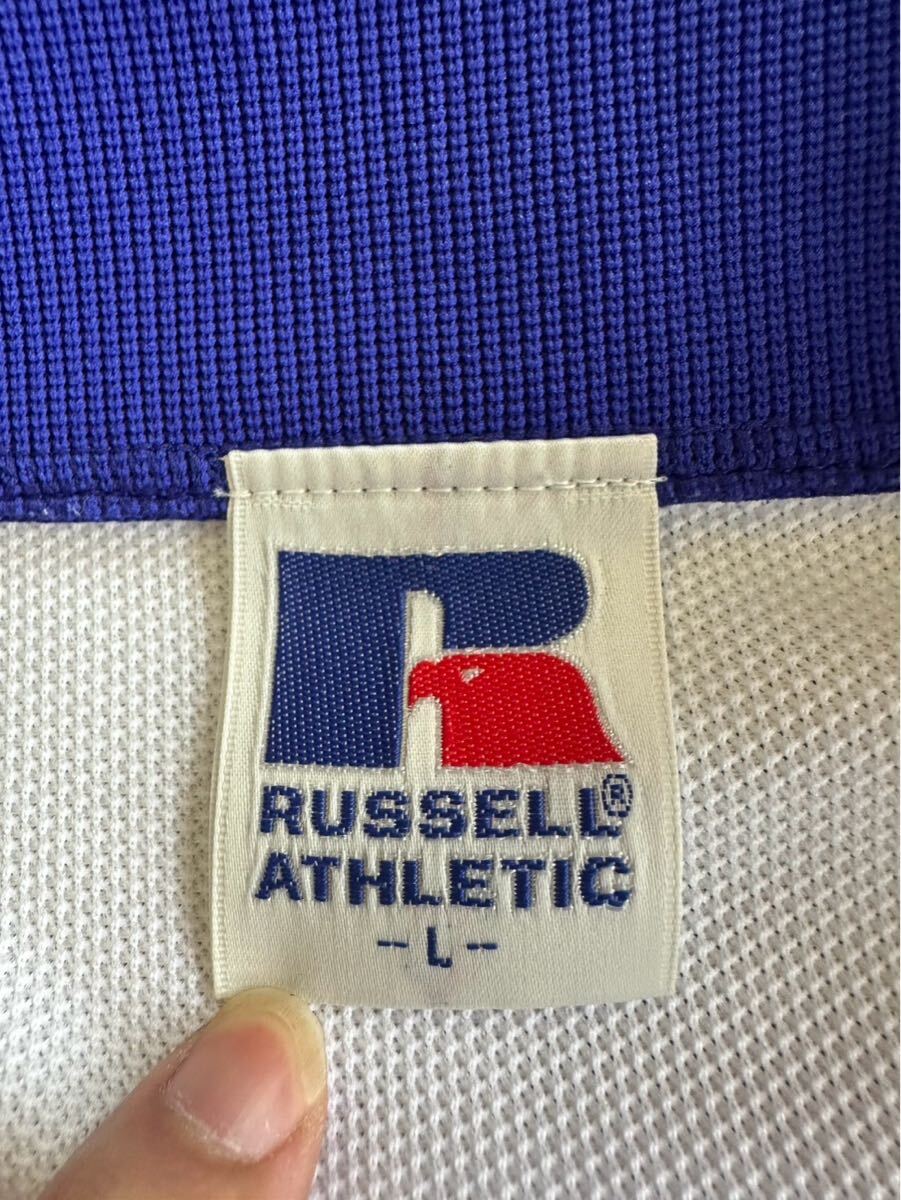 R
RUSSELL®
ATHLETIC
-- L --